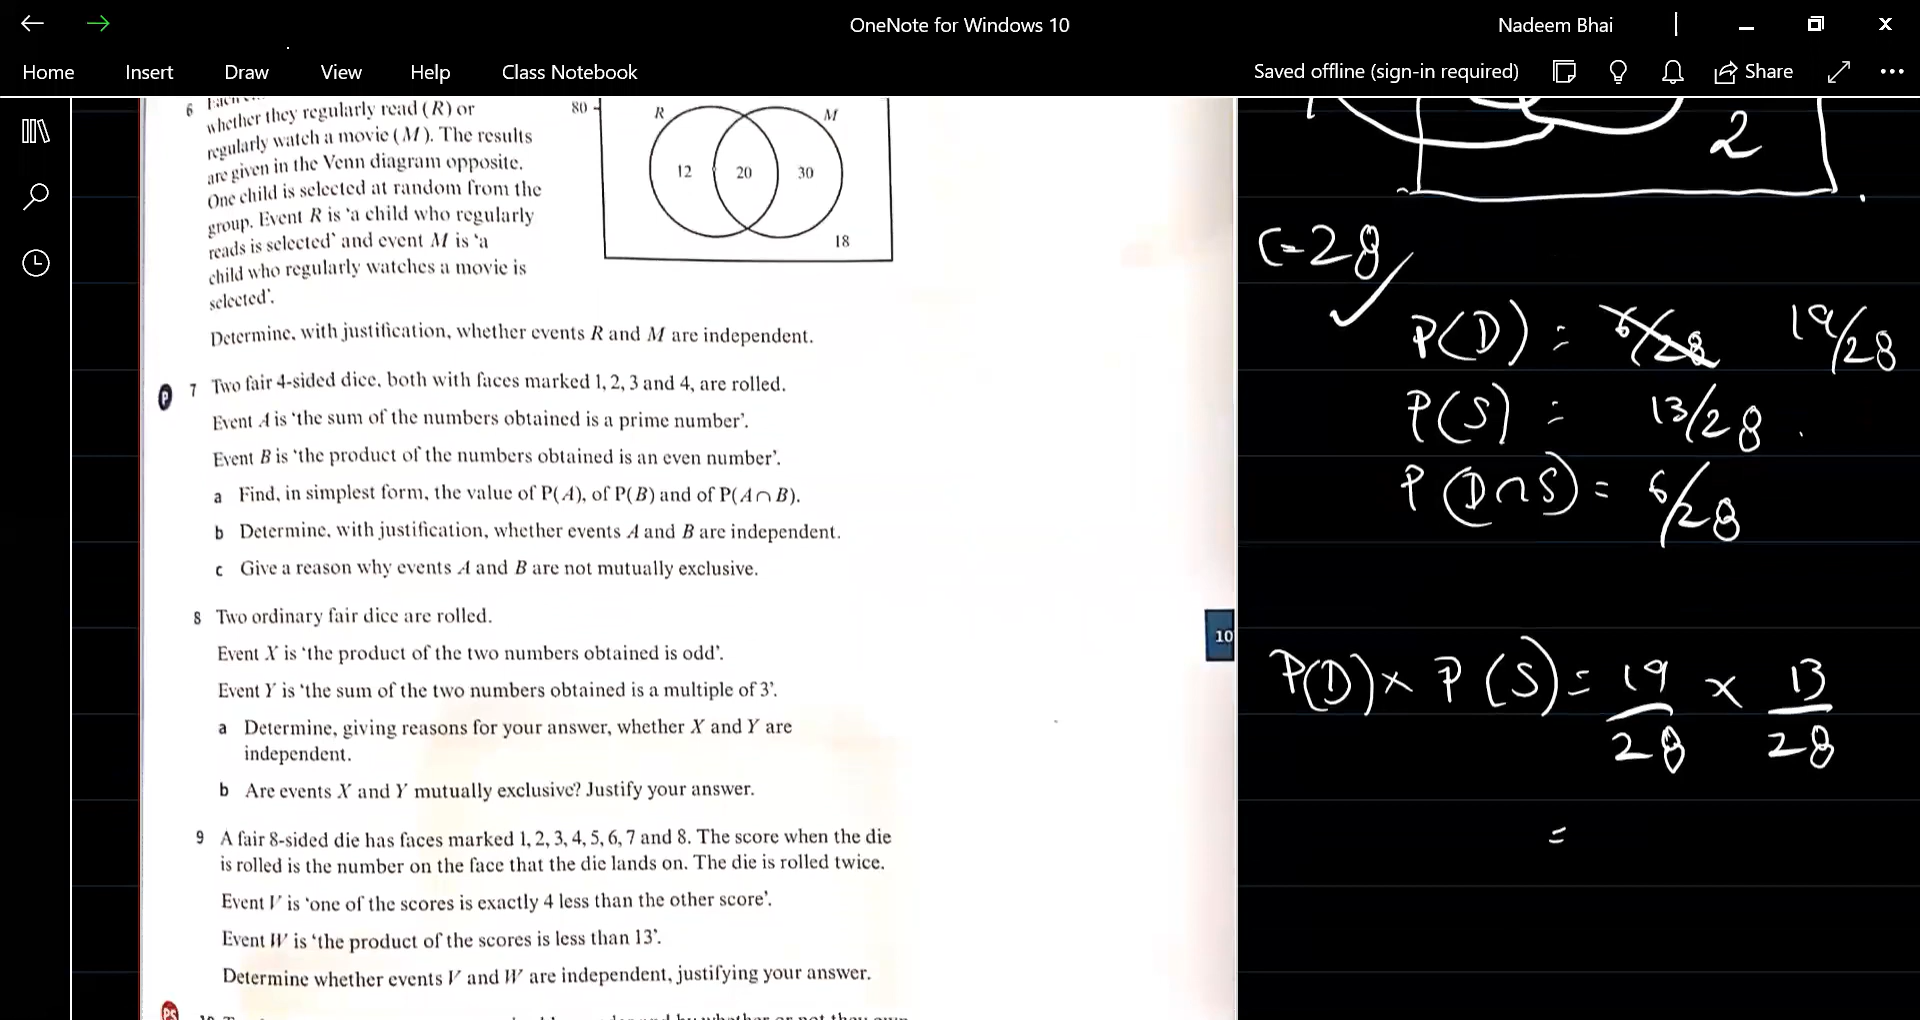 OneNote for Windows 10
Nadeem Bhai
Home Insert Draw View Help Class Notebook
Saved offline (sign-in required) Share
6
whether they regularly read (R) or
regularly watch a movie (M). The results
are given in the Venn diagram opposite.
One child is selected at random from the
group. Event R is ‘a child who regularly
reads is selected’ and event M is ‘a
child who regularly watches a movie is
selected’.
80
R M
12 20 30
18
Determine, with justification, whether events R and M are independent.
P 7 Two fair 4-sided dice, both with faces marked 1, 2, 3 and 4, are rolled.
Event A is ‘the sum of the numbers obtained is a prime number’.
Event B is ‘the product of the numbers obtained is an even number’.
a Find, in simplest form, the value of P(A), of P(B) and of P(A∩B).
b Determine, with justification, whether events A and B are independent.
c Give a reason why events A and B are not mutually exclusive.
8 Two ordinary fair dice are rolled.
Event X is ‘the product of the two numbers obtained is odd’.
Event Y is ‘the sum of the two numbers obtained is a multiple of 3’.
a Determine, giving reasons for your answer, whether X and Y are
independent.
b Are events X and Y mutually exclusive? Justify your answer.
9 A fair 8-sided die has faces marked 1, 2, 3, 4, 5, 6, 7 and 8. The score when the die
is rolled is the number on the face that the die lands on. The die is rolled twice.
Event V is ‘one of the scores is exactly 4 less than the other score’.
Event W is ‘the product of the scores is less than 13’.
Determine whether events V and W are independent, justifying your answer.
PS
10
2
C-28
P(D) = 6/28 19/28
P(S) = 13/28
P(D∩S) = 6/28
P(D) × P(S) = 19/28 × 13/28
=